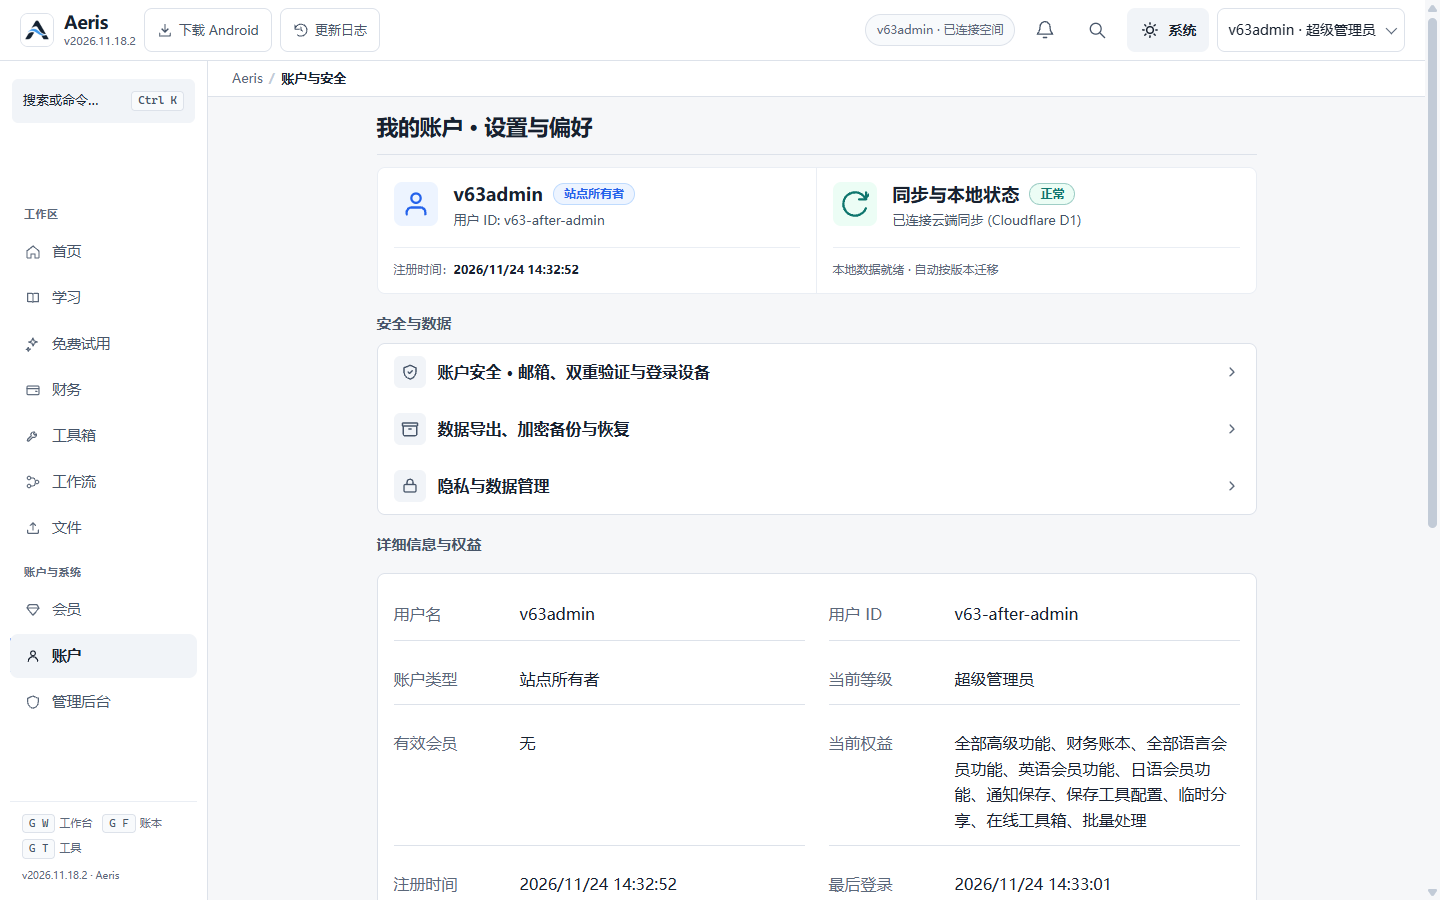 Aeris
v2026.11.18.2
下载 Android
更新日志
v63admin · 已连接空间
系统
v63admin · 超级管理员
搜索或命令...
Ctrl K
工作区
首页
学习
免费试用
财务
工具箱
工作流
文件
账户与系统
会员
账户
管理后台
G W 工作台 G F 账本
G T 工具
v2026.11.18.2 · Aeris
Aeris / 账户与安全
我的账户 • 设置与偏好
v63admin 站点所有者
用户 ID: v63-after-admin
注册时间: 2026/11/24 14:32:52
同步与本地状态 正常
已连接云端同步 (Cloudflare D1)
本地数据就绪 · 自动按版本迁移
安全与数据
账户安全 • 邮箱、双重验证与登录设备
数据导出、加密备份与恢复
隐私与数据管理
详细信息与权益
用户名 v63admin
用户 ID v63-after-admin
账户类型 站点所有者
当前等级 超级管理员
有效会员 无
当前权益 全部高级功能、财务账本、全部语言会
员功能、英语会员功能、日语会员功
能、通知保存、保存工具配置、临时分
享、在线工具箱、批量处理
注册时间 2026/11/24 14:32:52
最后登录 2026/11/24 14:33:01